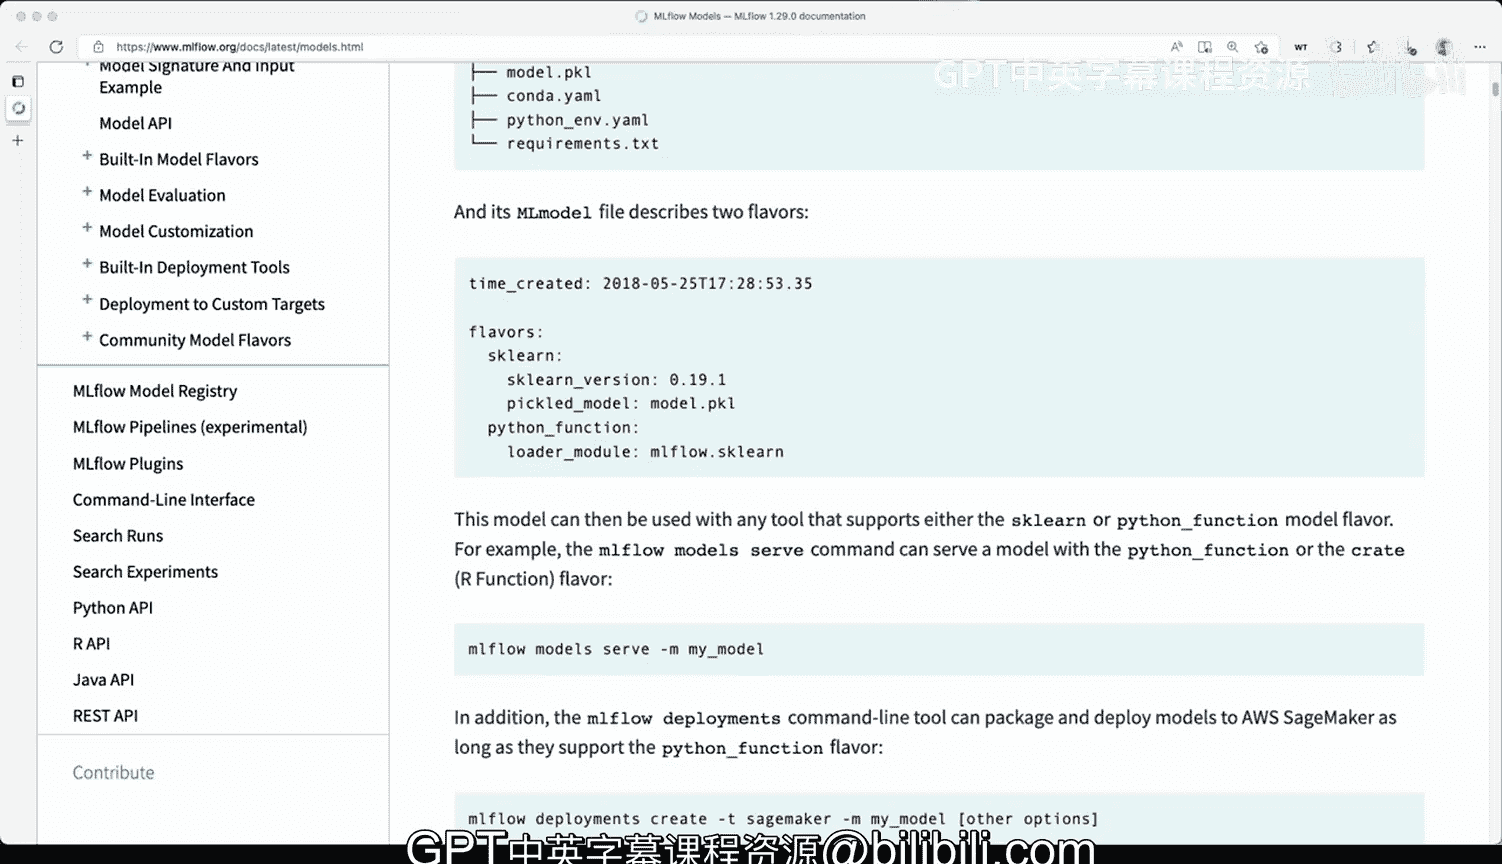 MLflow Models — MLflow 1.29.0 documentation
https://www.mlflow.org/docs/latest/models.html
WT
GPT中英字幕课程资源
bilibili
Model Signature And Input
Example
Model API
Built-In Model Flavors
Model Evaluation
Model Customization
Built-In Deployment Tools
Deployment to Custom Targets
Community Model Flavors
MLflow Model Registry
MLflow Pipelines (experimental)
MLflow Plugins
Command-Line Interface
Search Runs
Search Experiments
Python API
R API
Java API
REST API
Contribute
├── model.pkl
├── conda.yaml
├── python_env.yaml
└── requirements.txt
And its MLmodel file describes two flavors:
time_created: 2018-05-25T17:28:53.35
flavors:
sklearn:
sklearn_version: 0.19.1
pickled_model: model.pkl
python_function:
loader_module: mlflow.sklearn
This model can then be used with any tool that supports either the sklearn or python_function model flavor.
For example, the mlflow models serve command can serve a model with the python_function or the crate
(R Function) flavor:
mlflow models serve -m my_model
In addition, the mlflow deployments command-line tool can package and deploy models to AWS SageMaker as
long as they support the python_function flavor:
mlflow deployments create -t sagemaker -m my_model [other options]
GPT中英字幕课程资源@bilibili.com